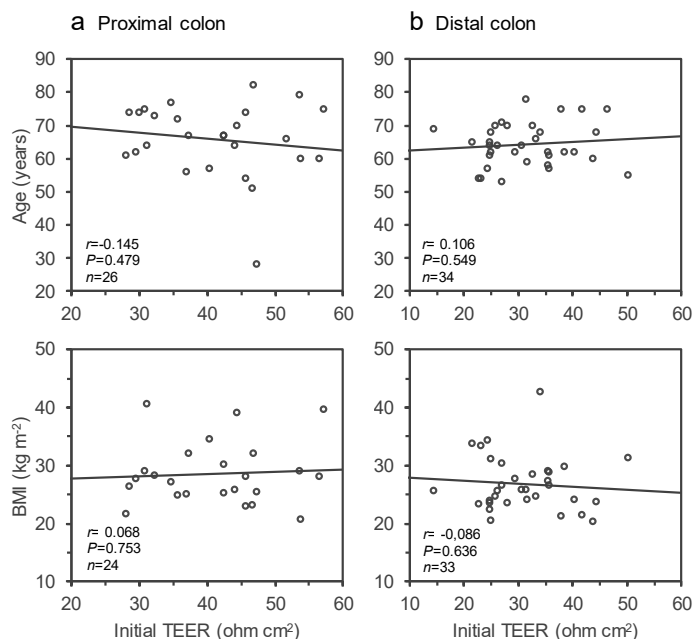 a Proximal colon
b Distal colon
90
80
70
60
50
40
30
20
Age (years)
r=-0.145
P=0.479
n=26
20 30 40 50 60
90
80
70
60
50
40
30
20
r= 0.106
P=0.549
n=34
10 20 30 40 50 60
50
40
30
20
10
BMI (kg m-2)
r= 0.068
P=0.753
n=24
20 30 40 50 60
Initial TEER (ohm cm2)
50
40
30
20
10
r= -0,086
P=0.636
n=33
10 20 30 40 50 60
Initial TEER (ohm cm2)